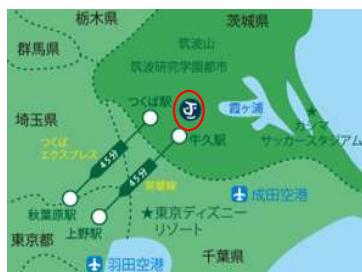 栃木県
茨城県
群馬県
筑波山
筑波研究学園都市
つくば駅
霞ヶ浦
埼玉県
牛久駅
カシマ
サッカースタジアム
つくば
エクスプレス
45分
45分
常磐線
秋葉原駅
上野駅
成田空港
★東京ディズニー
リゾート
東京都
羽田空港
千葉県